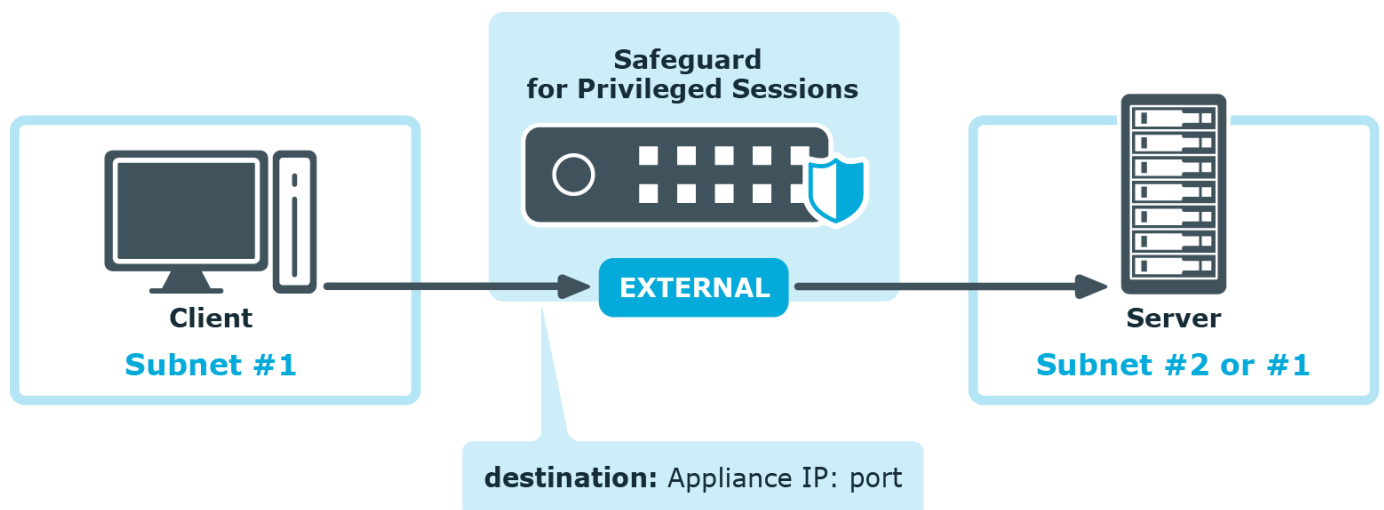 Safeguard
for Privileged Sessions
EXTERNAL
Client
Subnet #1
Server
Subnet #2 or #1
destination: Appliance IP: port